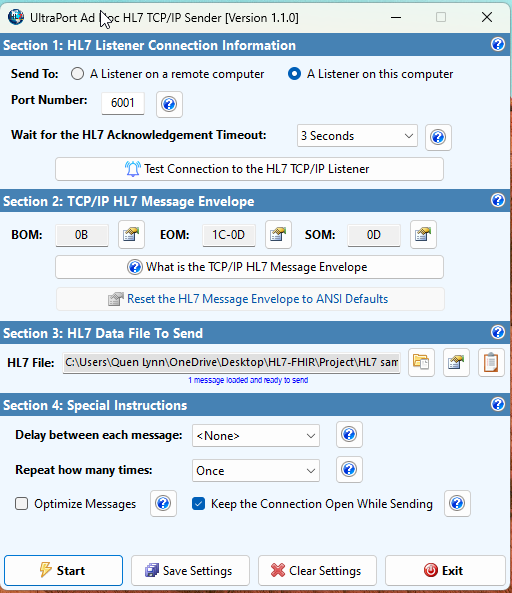 UltraPort Ad Hoc HL7 TCP/IP Sender [Version 1.1.0]
Section 1: HL7 Listener Connection Information
Send To: A Listener on a remote computer A Listener on this computer
Port Number: 6001
Wait for the HL7 Acknowledgement Timeout: 3 Seconds
Test Connection to the HL7 TCP/IP Listener
Section 2: TCP/IP HL7 Message Envelope
BOM: 0B EOM: 1C-0D SOM: 0D
What is the TCP/IP HL7 Message Envelope
Reset the HL7 Message Envelope to ANSI Defaults
Section 3: HL7 Data File To Send
HL7 File: C:\Users\Quen Lynn\OneDrive\Desktop\HL7-FHIR\Project\HL7 sam
1 message loaded and ready to send
Section 4: Special Instructions
Delay between each message: <None>
Repeat how many times: Once
Optimize Messages Keep the Connection Open While Sending
Start Save Settings Clear Settings Exit